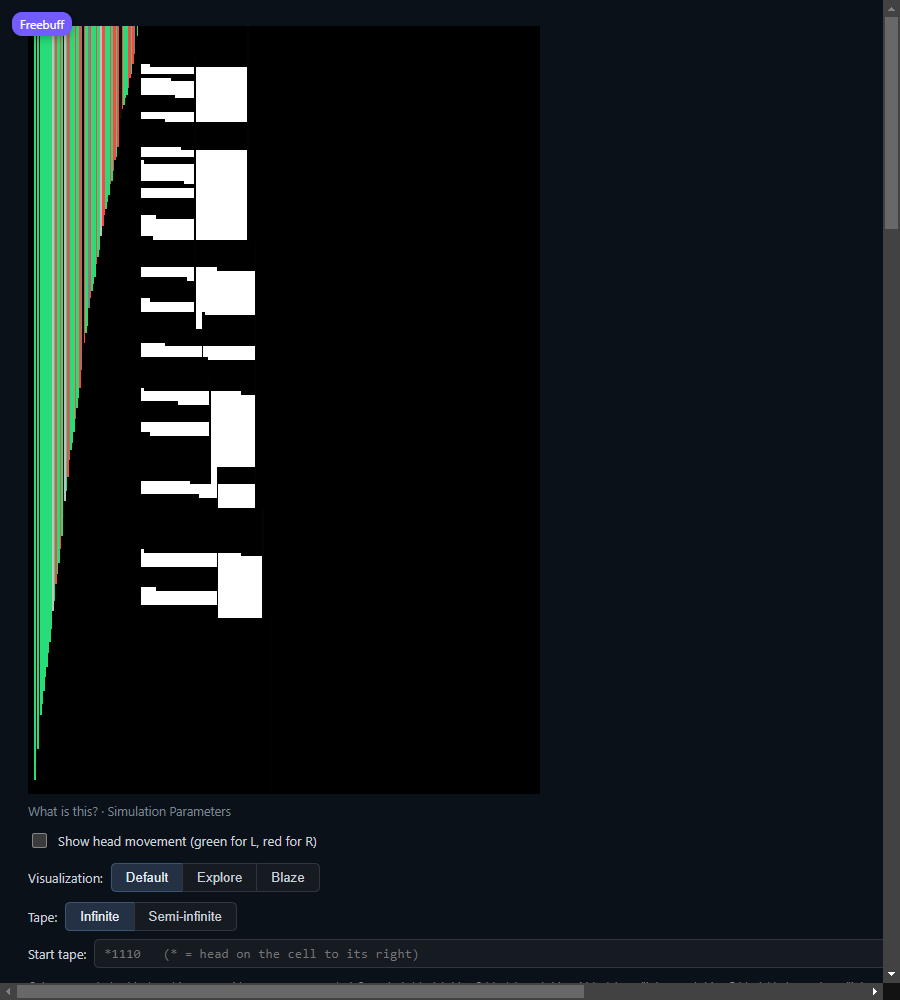 Freebuff
What is this? · Simulation Parameters
Show head movement (green for L, red for R)
Visualization: Default Explore Blaze
Tape: Infinite Semi-infinite
Start tape: *1110 (* = head on the cell to its right)